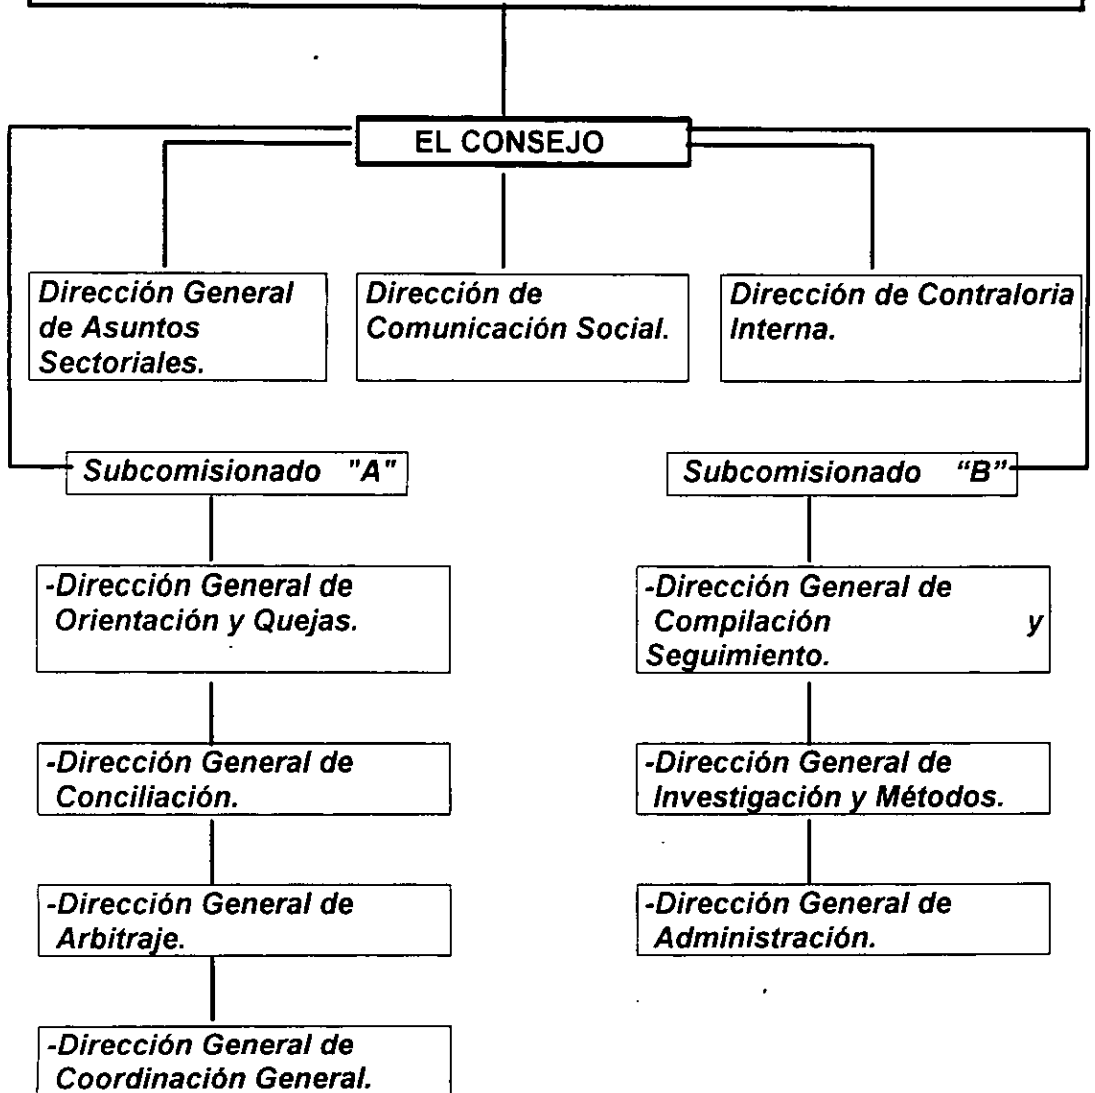 EL CONSEJO
Dirección General
de Asuntos
Sectoriales.
Dirección de
Comunicación Social.
Dirección de Contraloria
Interna.
Subcomisionado "A"
Subcomisionado “B”
-Dirección General de
Orientación y Quejas.
-Dirección General de
Conciliación.
-Dirección General de
Arbitraje.
-Dirección General de
Coordinación General.
-Dirección General de
Compilación y
Seguimiento.
-Dirección General de
Investigación y Métodos.
-Dirección General de
Administración.